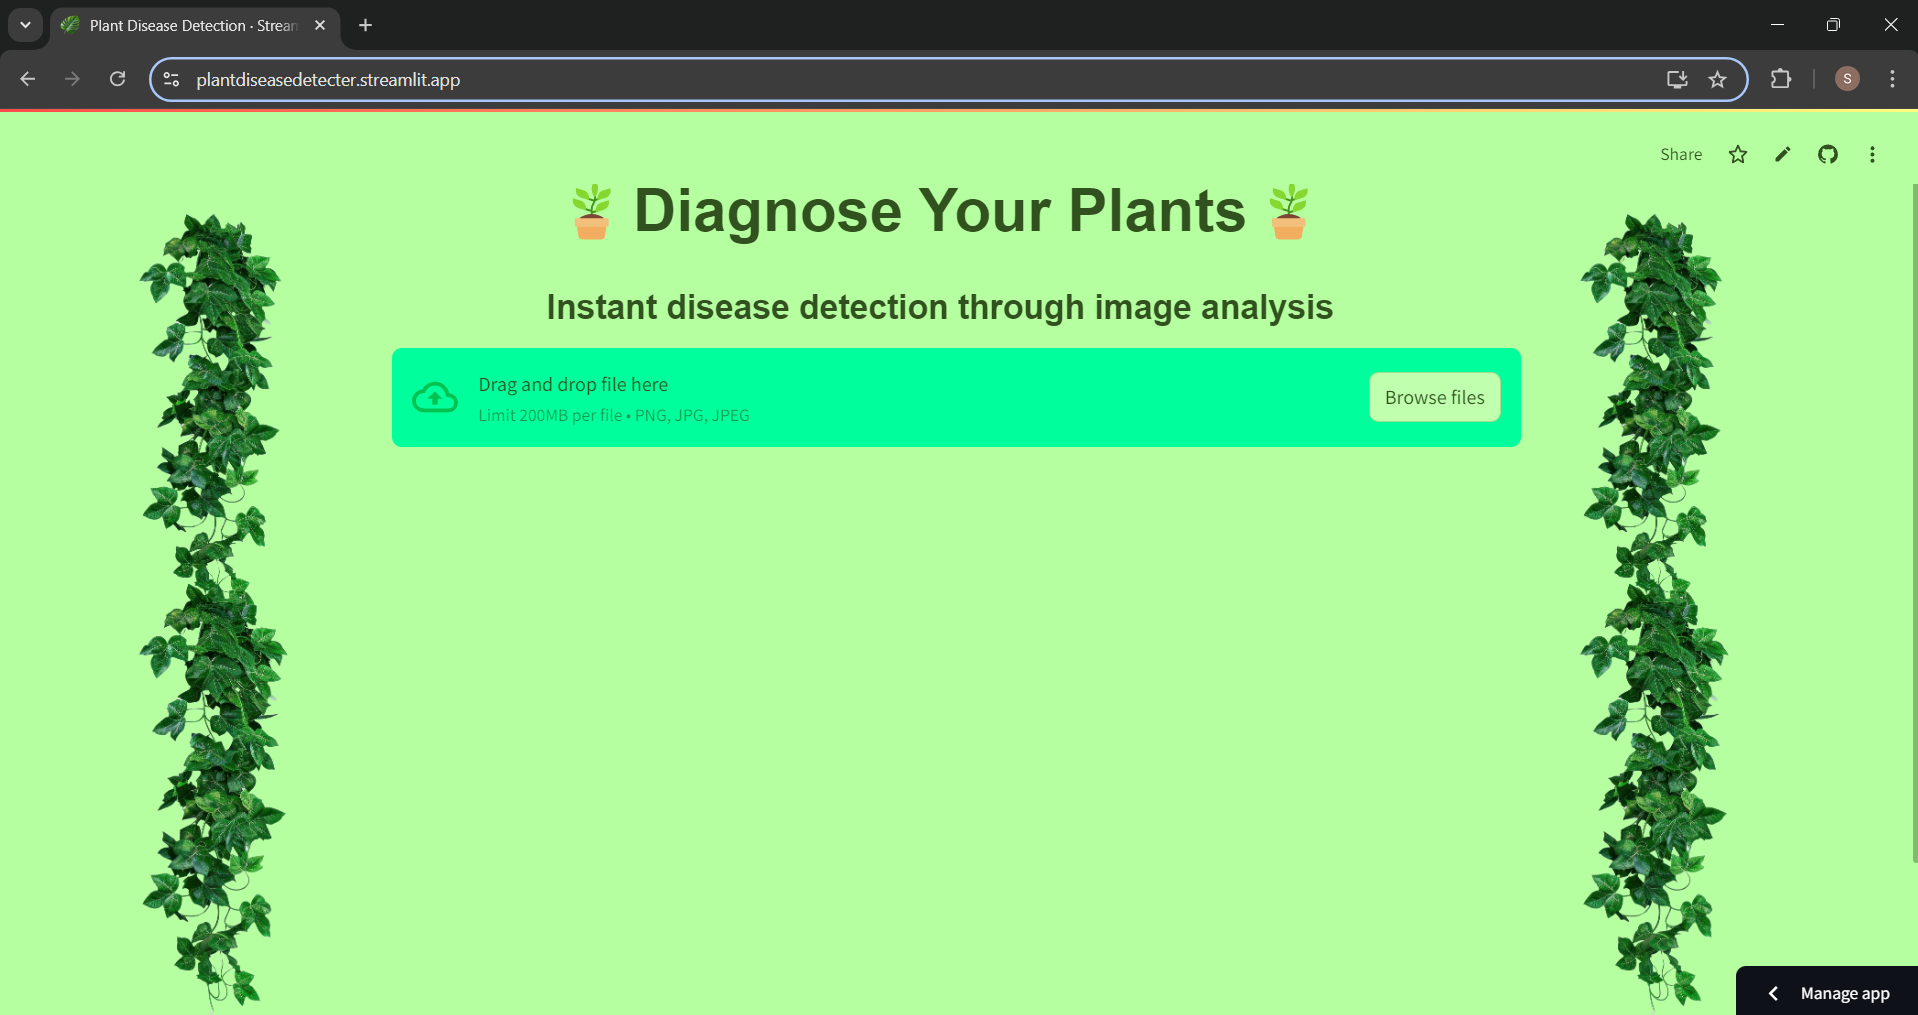 Plant Disease Detection · Stream
plantdiseasedetecter.streamlit.app
S
Share
Diagnose Your Plants
Instant disease detection through image analysis
Drag and drop file here
Limit 200MB per file • PNG, JPG, JPEG
Browse files
Manage app